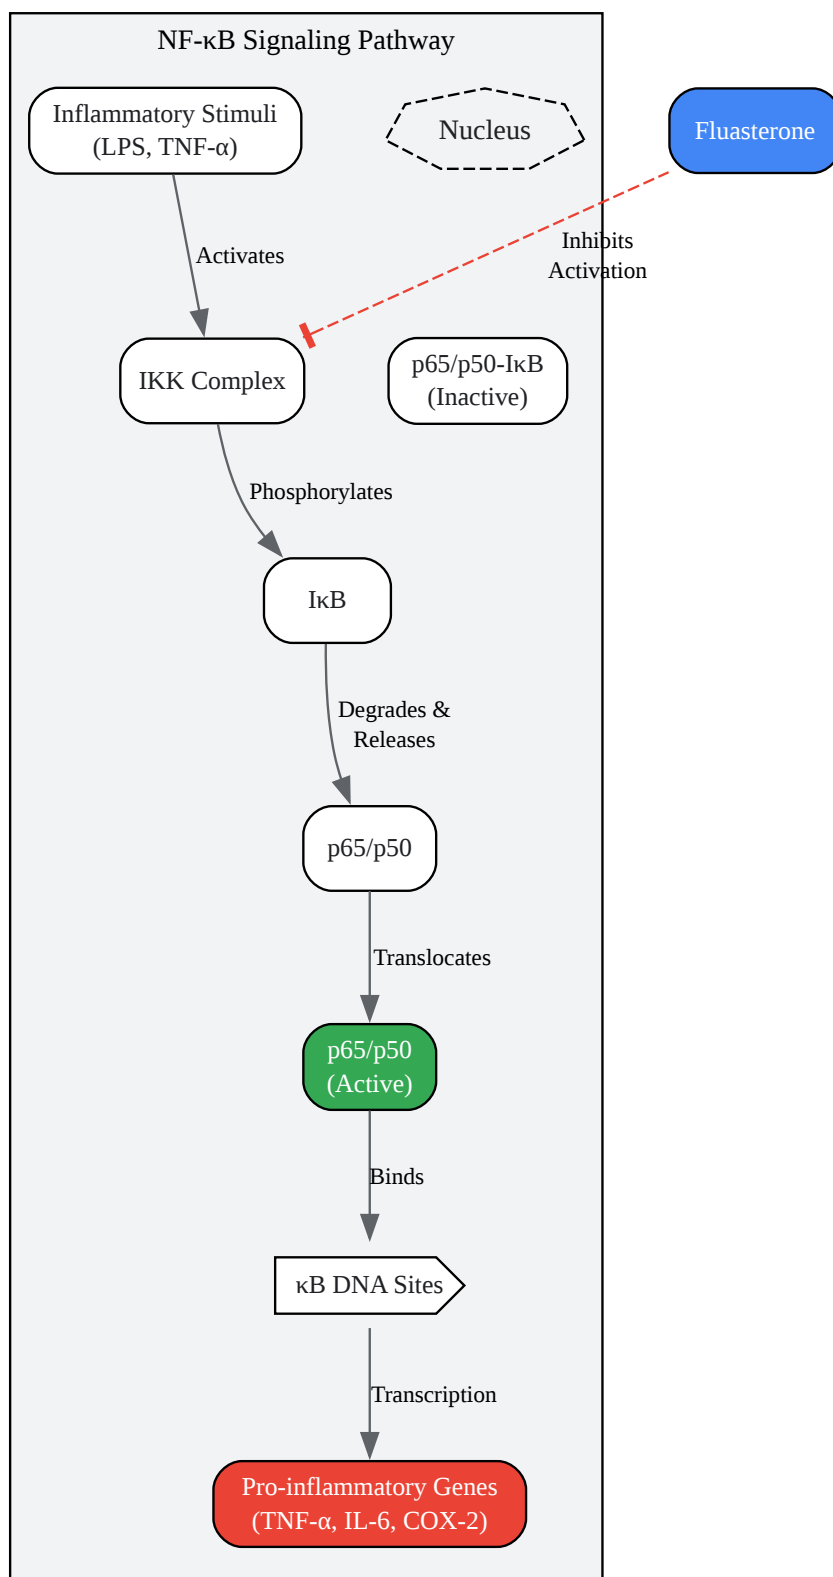 NF-κB Signaling Pathway
Inflammatory Stimuli
(LPS, TNF-α)
Nucleus
Fluasterone
Activates
Inhibits
Activation
IKK Complex
p65/p50-IκB
(Inactive)
Phosphorylates
IκB
Degrades &
Releases
p65/p50
Translocates
p65/p50
(Active)
Binds
κB DNA Sites
Transcription
Pro-inflammatory Genes
(TNF-α, IL-6, COX-2)